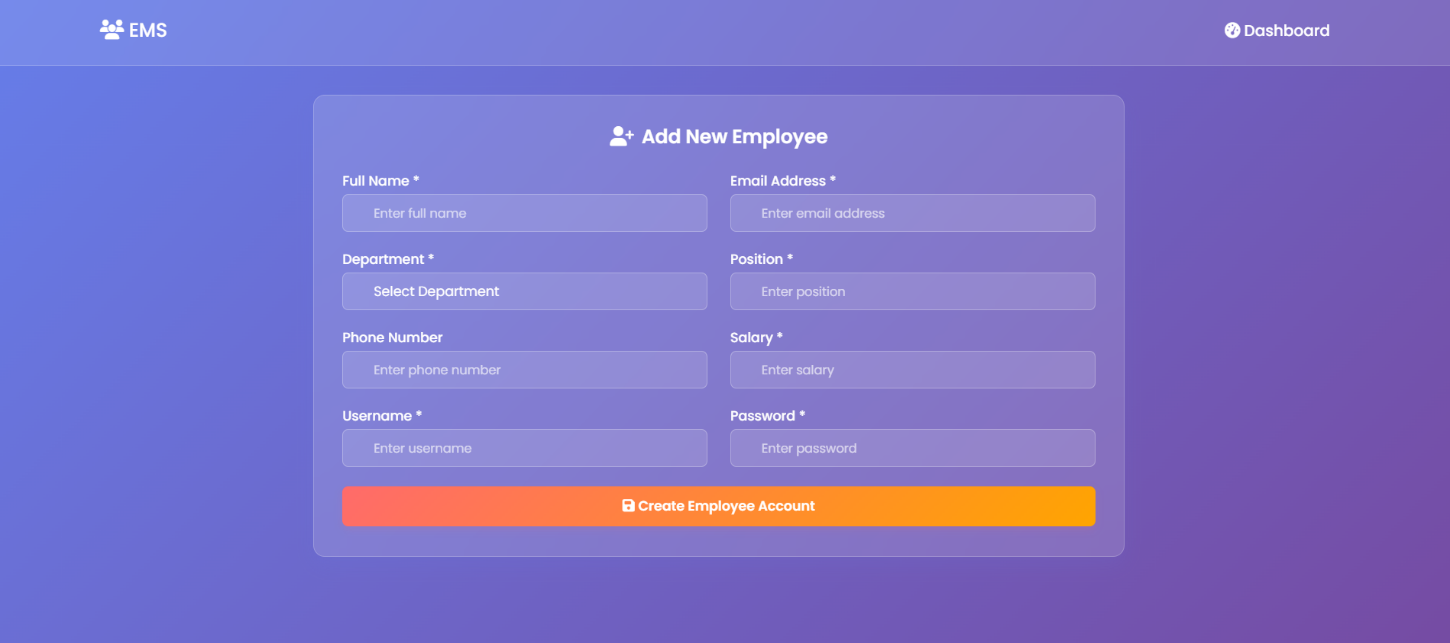 EMS
Dashboard
Add New Employee
Full Name *
Email Address *
Enter full name
Enter email address
Department *
Position *
Select Department
Enter position
Phone Number
Salary *
Enter phone number
Enter salary
Username *
Password *
Enter username
Enter password
Create Employee Account